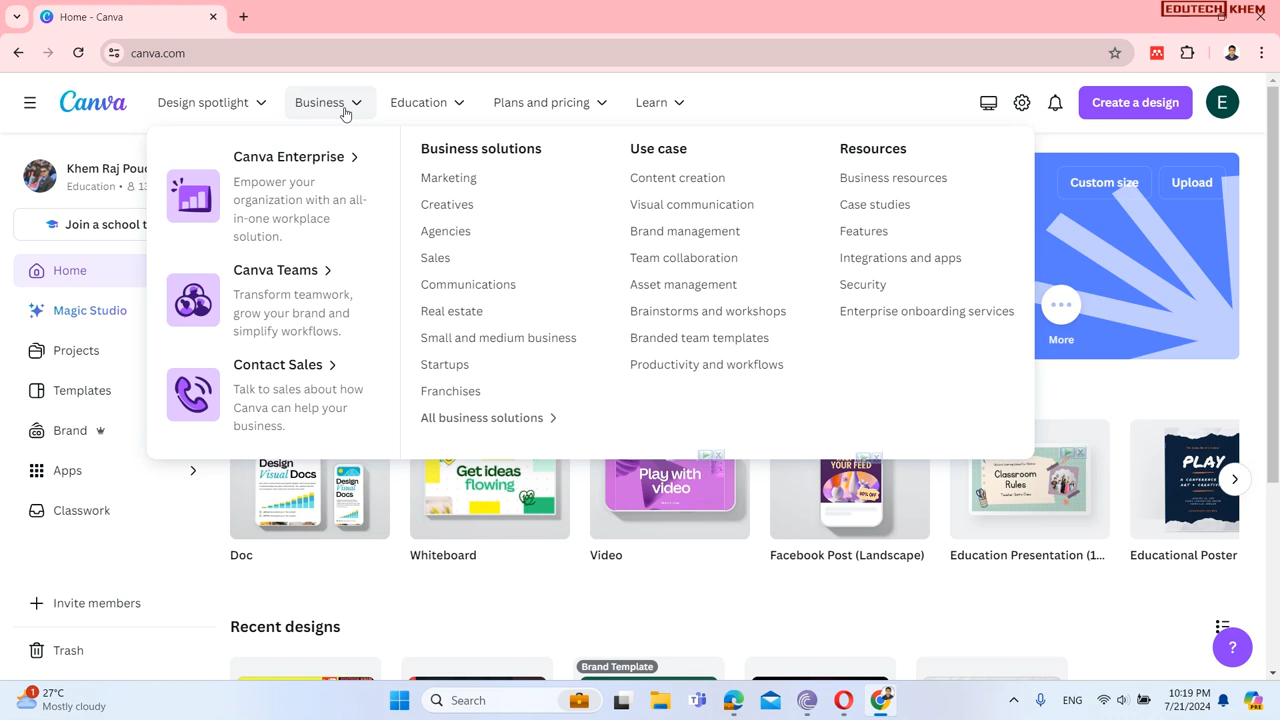 EDUTECH KHEM
Home – Canva
canva.com
Canva
Design spotlight
Business
Education
Plans and pricing
Learn
Create a design
E
Khem Raj Poud
Education • 13
Join a school t
Home
Magic Studio
Projects
Templates
Brand
Apps
Classwork
Invite members
Trash
Canva Enterprise
Empower your
organization with an all-
in-one workplace
solution.
Canva Teams
Transform teamwork,
grow your brand and
simplify workflows.
Contact Sales
Talk to sales about how
Canva can help your
business.
Business solutions
Marketing
Creatives
Agencies
Sales
Communications
Real estate
Small and medium business
Startups
Franchises
All business solutions
Use case
Content creation
Visual communication
Brand management
Team collaboration
Asset management
Brainstorms and workshops
Branded team templates
Productivity and workflows
Resources
Business resources
Case studies
Features
Integrations and apps
Security
Enterprise onboarding services
Custom size
Upload
More
Design
Visual Docs
Design
Visual
Docs
Get ideas
flowing
Play with
video
YOUR
FEED
Classroom
Rules
PLAY
Doc
Whiteboard
Video
Facebook Post (Landscape)
Education Presentation (1...
Educational Poster
Recent designs
Brand Template
?
1
27°C
Mostly cloudy
Search
ENG
10:19 PM
7/21/2024
PRE